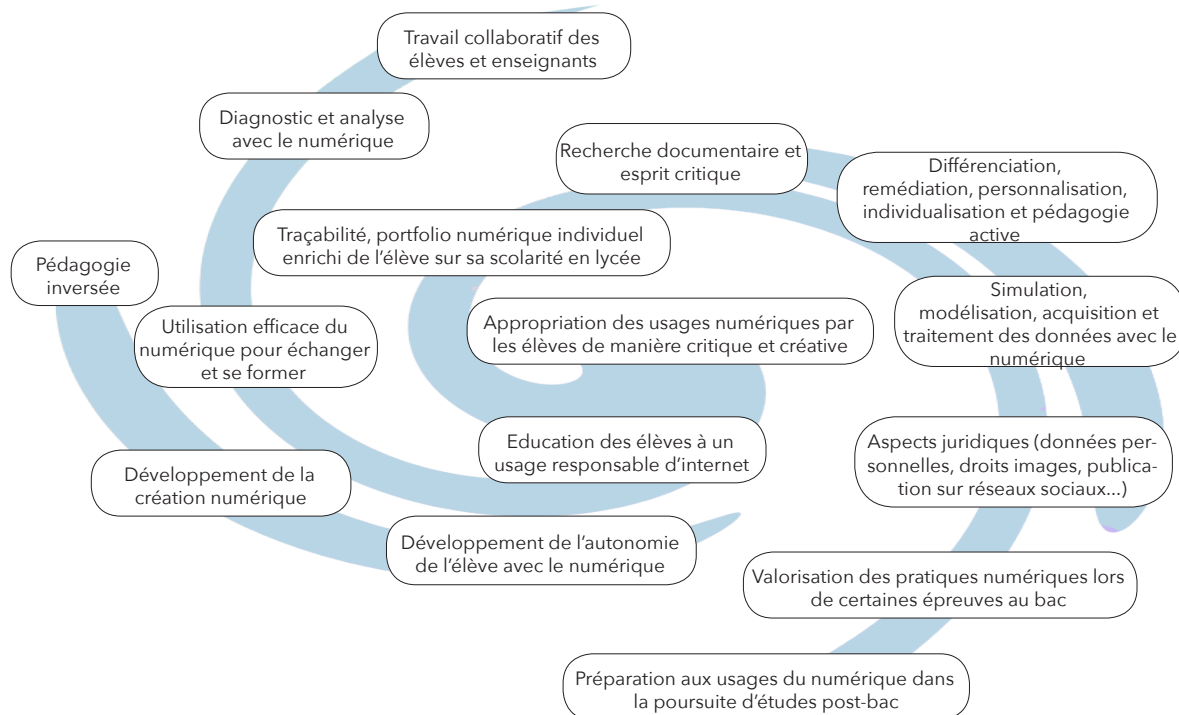 Travail collaboratif des
élèves et enseignants
Diagnostic et analyse
avec le numérique
Recherche documentaire et
esprit critique
Différenciation,
remédiation, personnalisation,
individualisation et pédagogie
active
Traçabilité, portfolio numérique individuel
enrichi de l’élève sur sa scolarité en lycée
Pédagogie
inversée
Simulation,
modélisation, acquisition et
traitement des données avec le
numérique
Utilisation efficace du
numérique pour échanger
et se former
Appropriation des usages numériques par
les élèves de manière critique et créative
Education des élèves à un
usage responsable d’internet
Aspects juridiques (données per-
sonnelles, droits images, publica-
tion sur réseaux sociaux...)
Développement de la
création numérique
Développement de l’autonomie
de l’élève avec le numérique
Valorisation des pratiques numériques lors
de certaines épreuves au bac
Préparation aux usages du numérique dans
la poursuite d’études post-bac